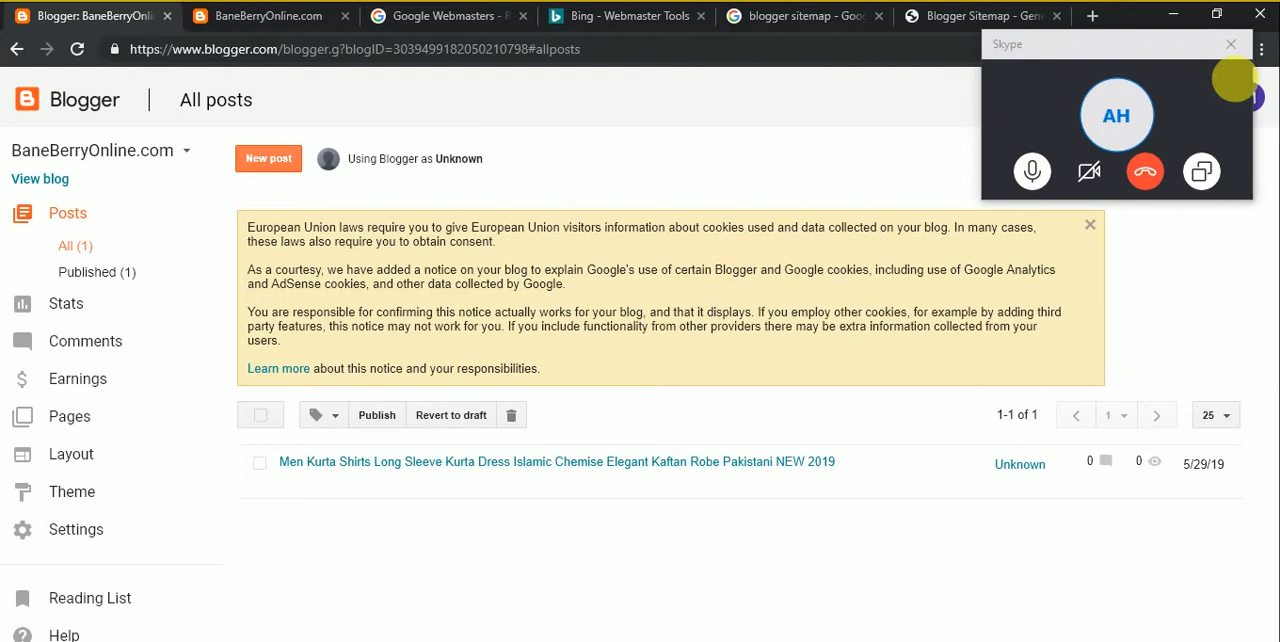 Blogger: BaneBerryOnli
BaneBerryOnline.com
Google Webmasters - R
Bing - Webmaster Tools
blogger sitemap - Goo
Blogger Sitemap - Gene
https://www.blogger.com/blogger.g?blogID=3039499182050210798#allposts
Skype
AH
Blogger
All posts
BaneBerryOnline.com
View blog
New post
Using Blogger as Unknown
Posts
All (1)
Published (1)
Stats
Comments
Earnings
Pages
Layout
Theme
Settings
Reading List
Help
European Union laws require you to give European Union visitors information about cookies used and data collected on your blog. In many cases,
these laws also require you to obtain consent.
As a courtesy, we have added a notice on your blog to explain Google's use of certain Blogger and Google cookies, including use of Google Analytics
and AdSense cookies, and other data collected by Google.
You are responsible for confirming this notice actually works for your blog, and that it displays. If you employ other cookies, for example by adding third
party features, this notice may not work for you. If you include functionality from other providers there may be extra information collected from your
users.
Learn more about this notice and your responsibilities.
Publish
Revert to draft
1-1 of 1
1
25
Men Kurta Shirts Long Sleeve Kurta Dress Islamic Chemise Elegant Kaftan Robe Pakistani NEW 2019
Unknown
0
0
5/29/19